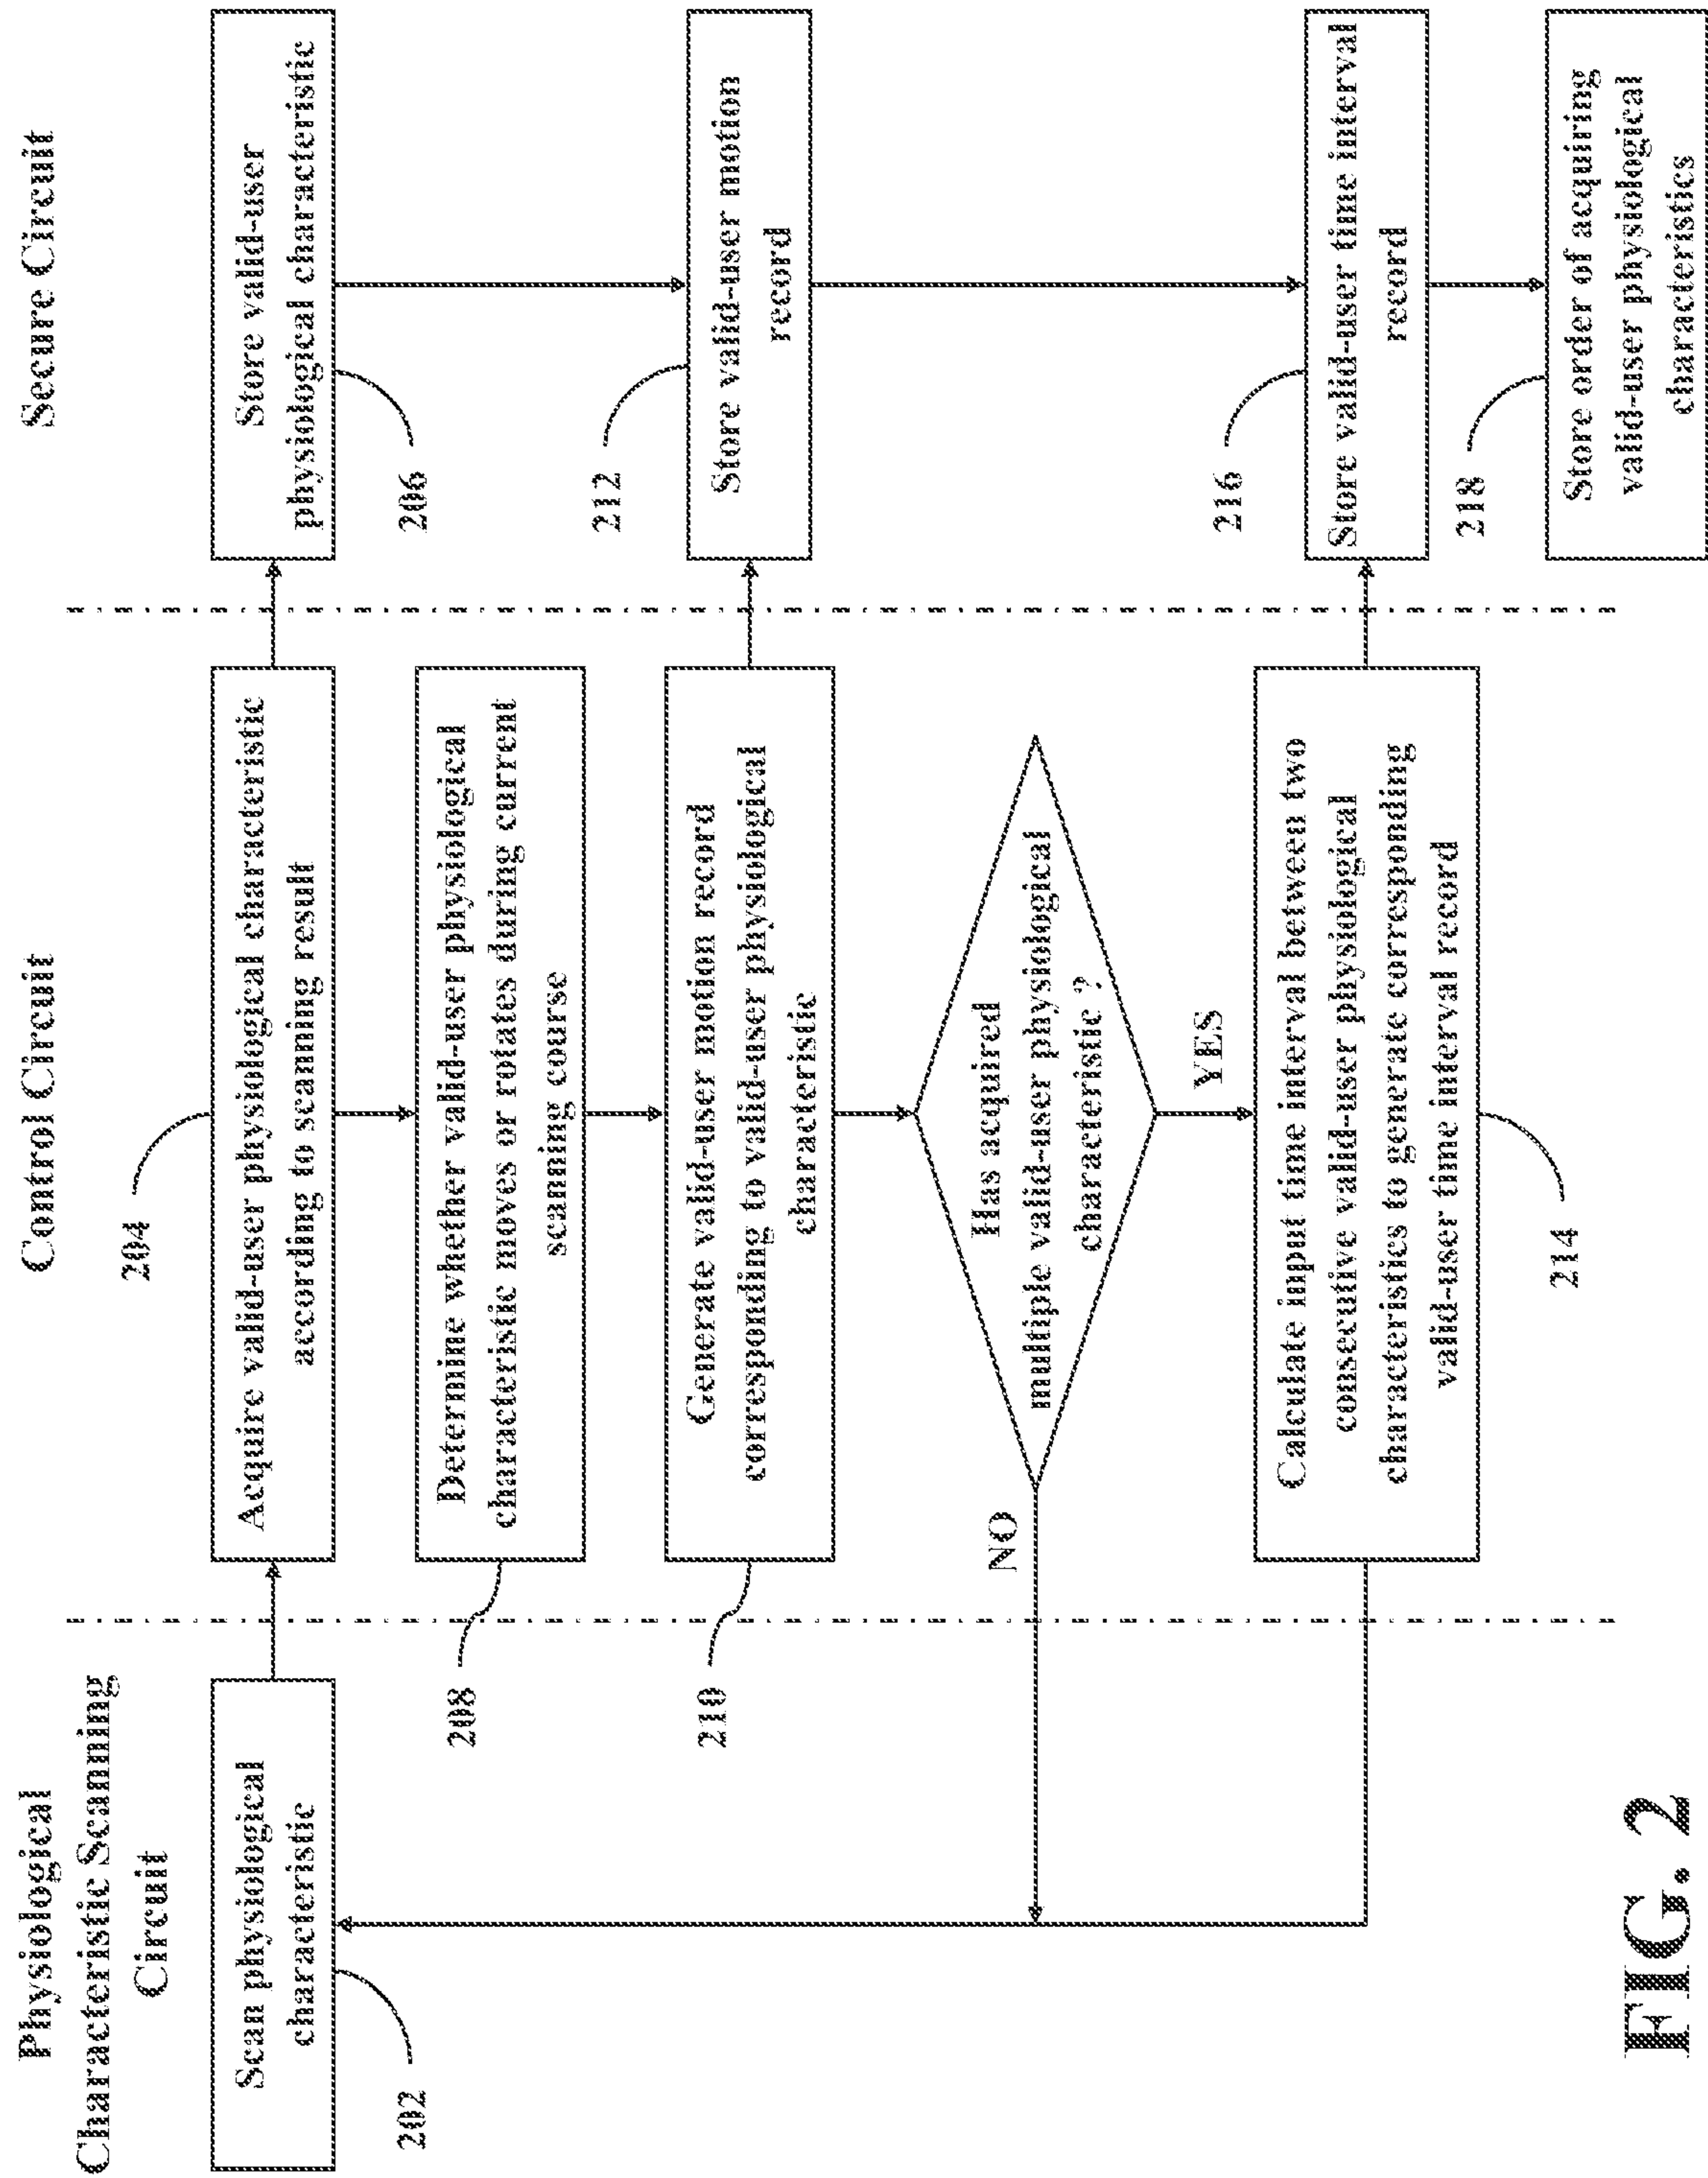 Physiological
Characteristic Scanning
Circuit
Control Circuit
Secure Circuit
Scan physiological
characteristic
202
204
Acquire valid-user physiological characteristic
according to scanning result
Store valid-user
physiological characteristic
206
Determine whether valid-user physiological
characteristic moves or rotates during current
scanning course
208
Generate valid-user motion record
corresponding to valid-user physiological
characteristic
210
212
Store valid-user motion
record
Has acquired
multiple valid-user physiological
characteristic ?
NO
YES
Calculate input time interval between two
consecutive valid-user physiological
characteristics to generate corresponding
valid-user time interval record
214
216
Store valid-user time interval
record
218
Store order of acquiring
valid-user physiological
characteristics
FIG. 2